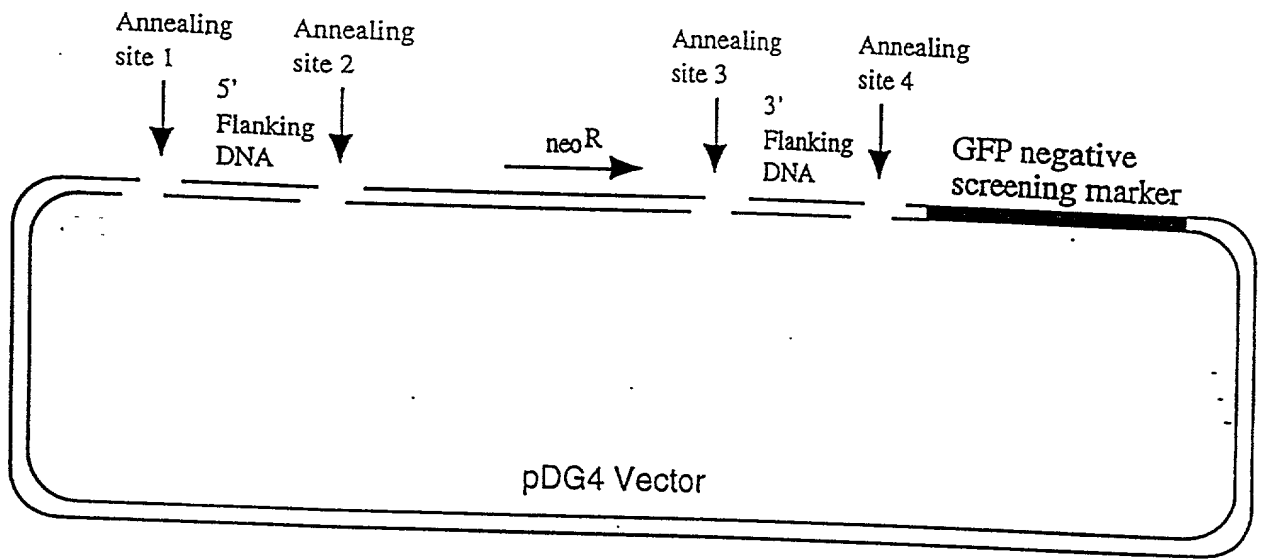 Annealing
site 1
5'
Flanking
DNA
Annealing
site 2
neoR
Annealing
site 3
3'
Flanking
DNA
Annealing
site 4
GFP negative
screening marker
pDG4 Vector